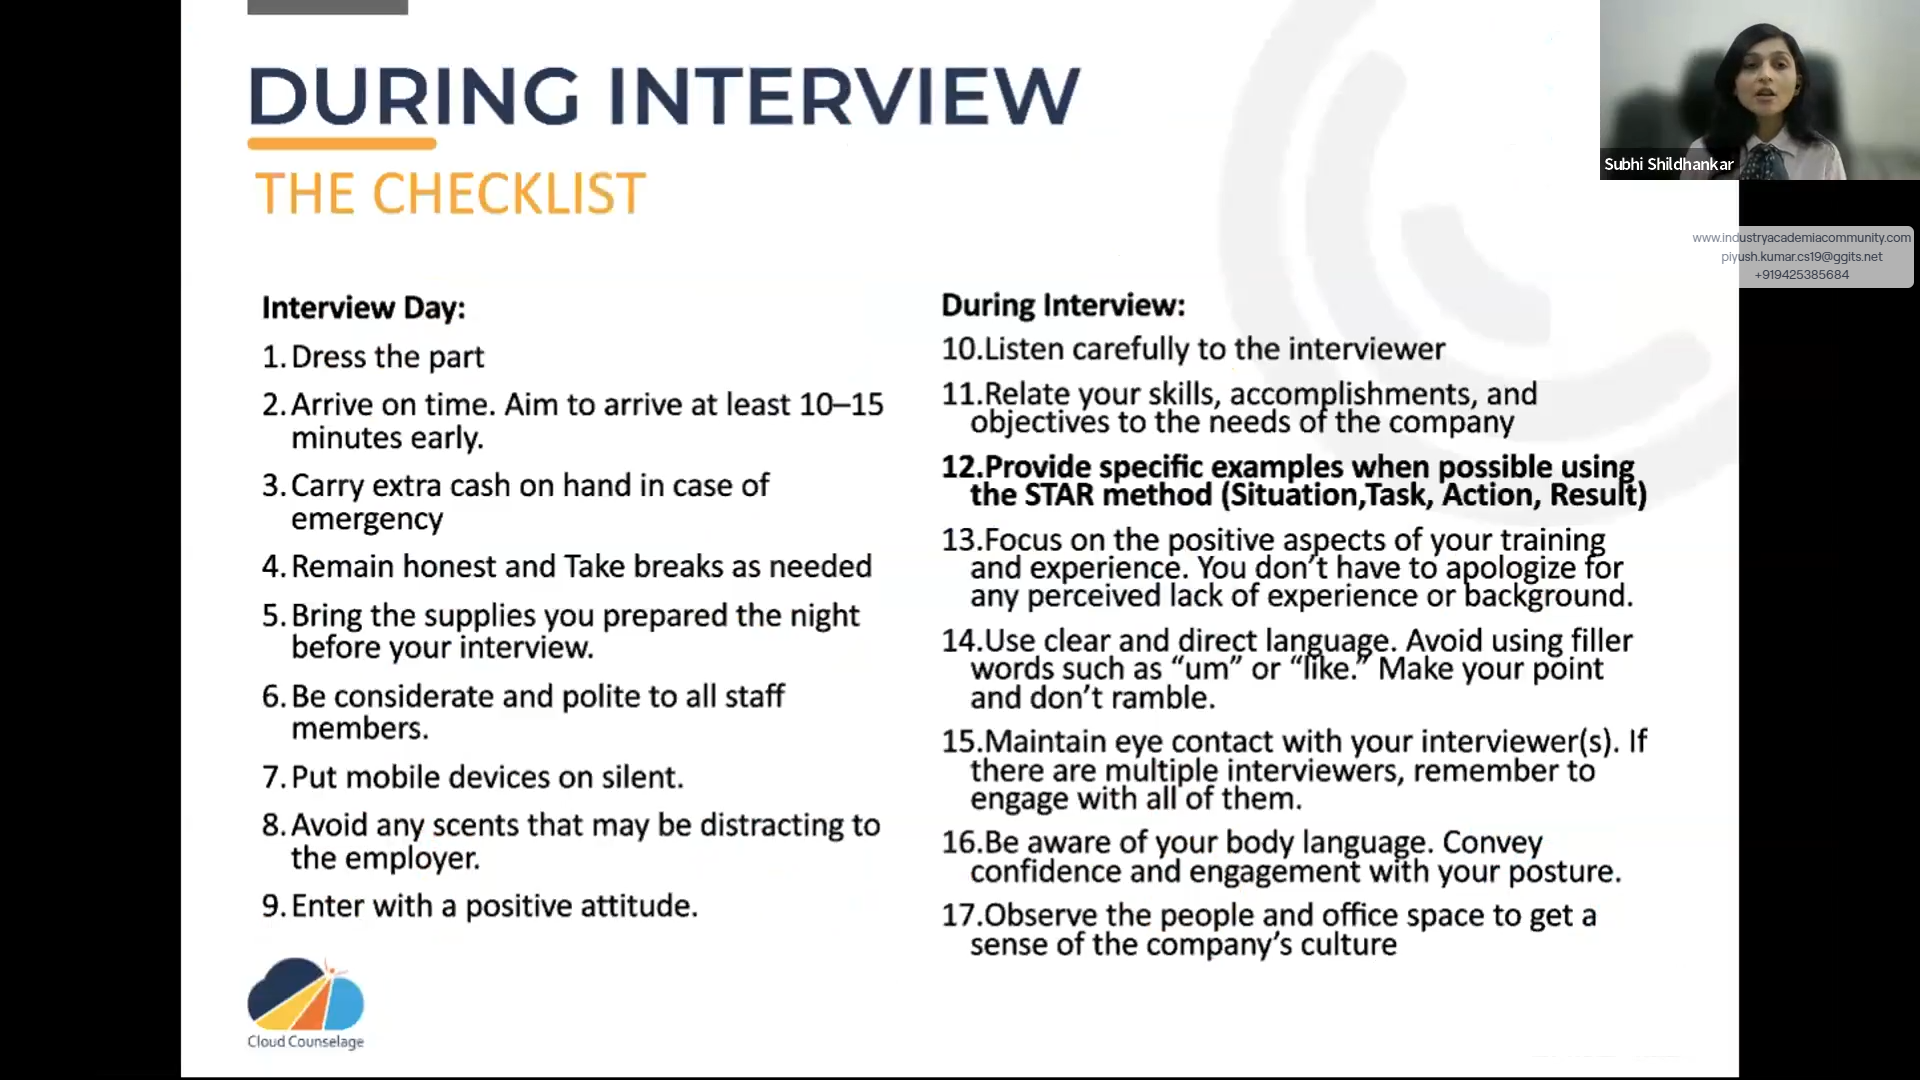 DURING INTERVIEW
THE CHECKLIST
Interview Day:
1. Dress the part
2. Arrive on time. Aim to arrive at least 10–15
minutes early.
3. Carry extra cash on hand in case of
emergency
4. Remain honest and Take breaks as needed
5. Bring the supplies you prepared the night
before your interview.
6. Be considerate and polite to all staff
members.
7. Put mobile devices on silent.
8. Avoid any scents that may be distracting to
the employer.
9. Enter with a positive attitude.
During Interview:
10.Listen carefully to the interviewer
11.Relate your skills, accomplishments, and
objectives to the needs of the company
12.Provide specific examples when possible using
the STAR method (Situation,Task, Action, Result)
13.Focus on the positive aspects of your training
and experience. You don’t have to apologize for
any perceived lack of experience or background.
14.Use clear and direct language. Avoid using filler
words such as “um” or “like.” Make your point
and don’t ramble.
15.Maintain eye contact with your interviewer(s). If
there are multiple interviewers, remember to
engage with all of them.
16.Be aware of your body language. Convey
confidence and engagement with your posture.
17.Observe the people and office space to get a
sense of the company’s culture
Cloud Counselage
Subhi Shildhankar
www.industryacademiacommunity.com
piyush.kumar.cs19@ggits.net
+919425385684